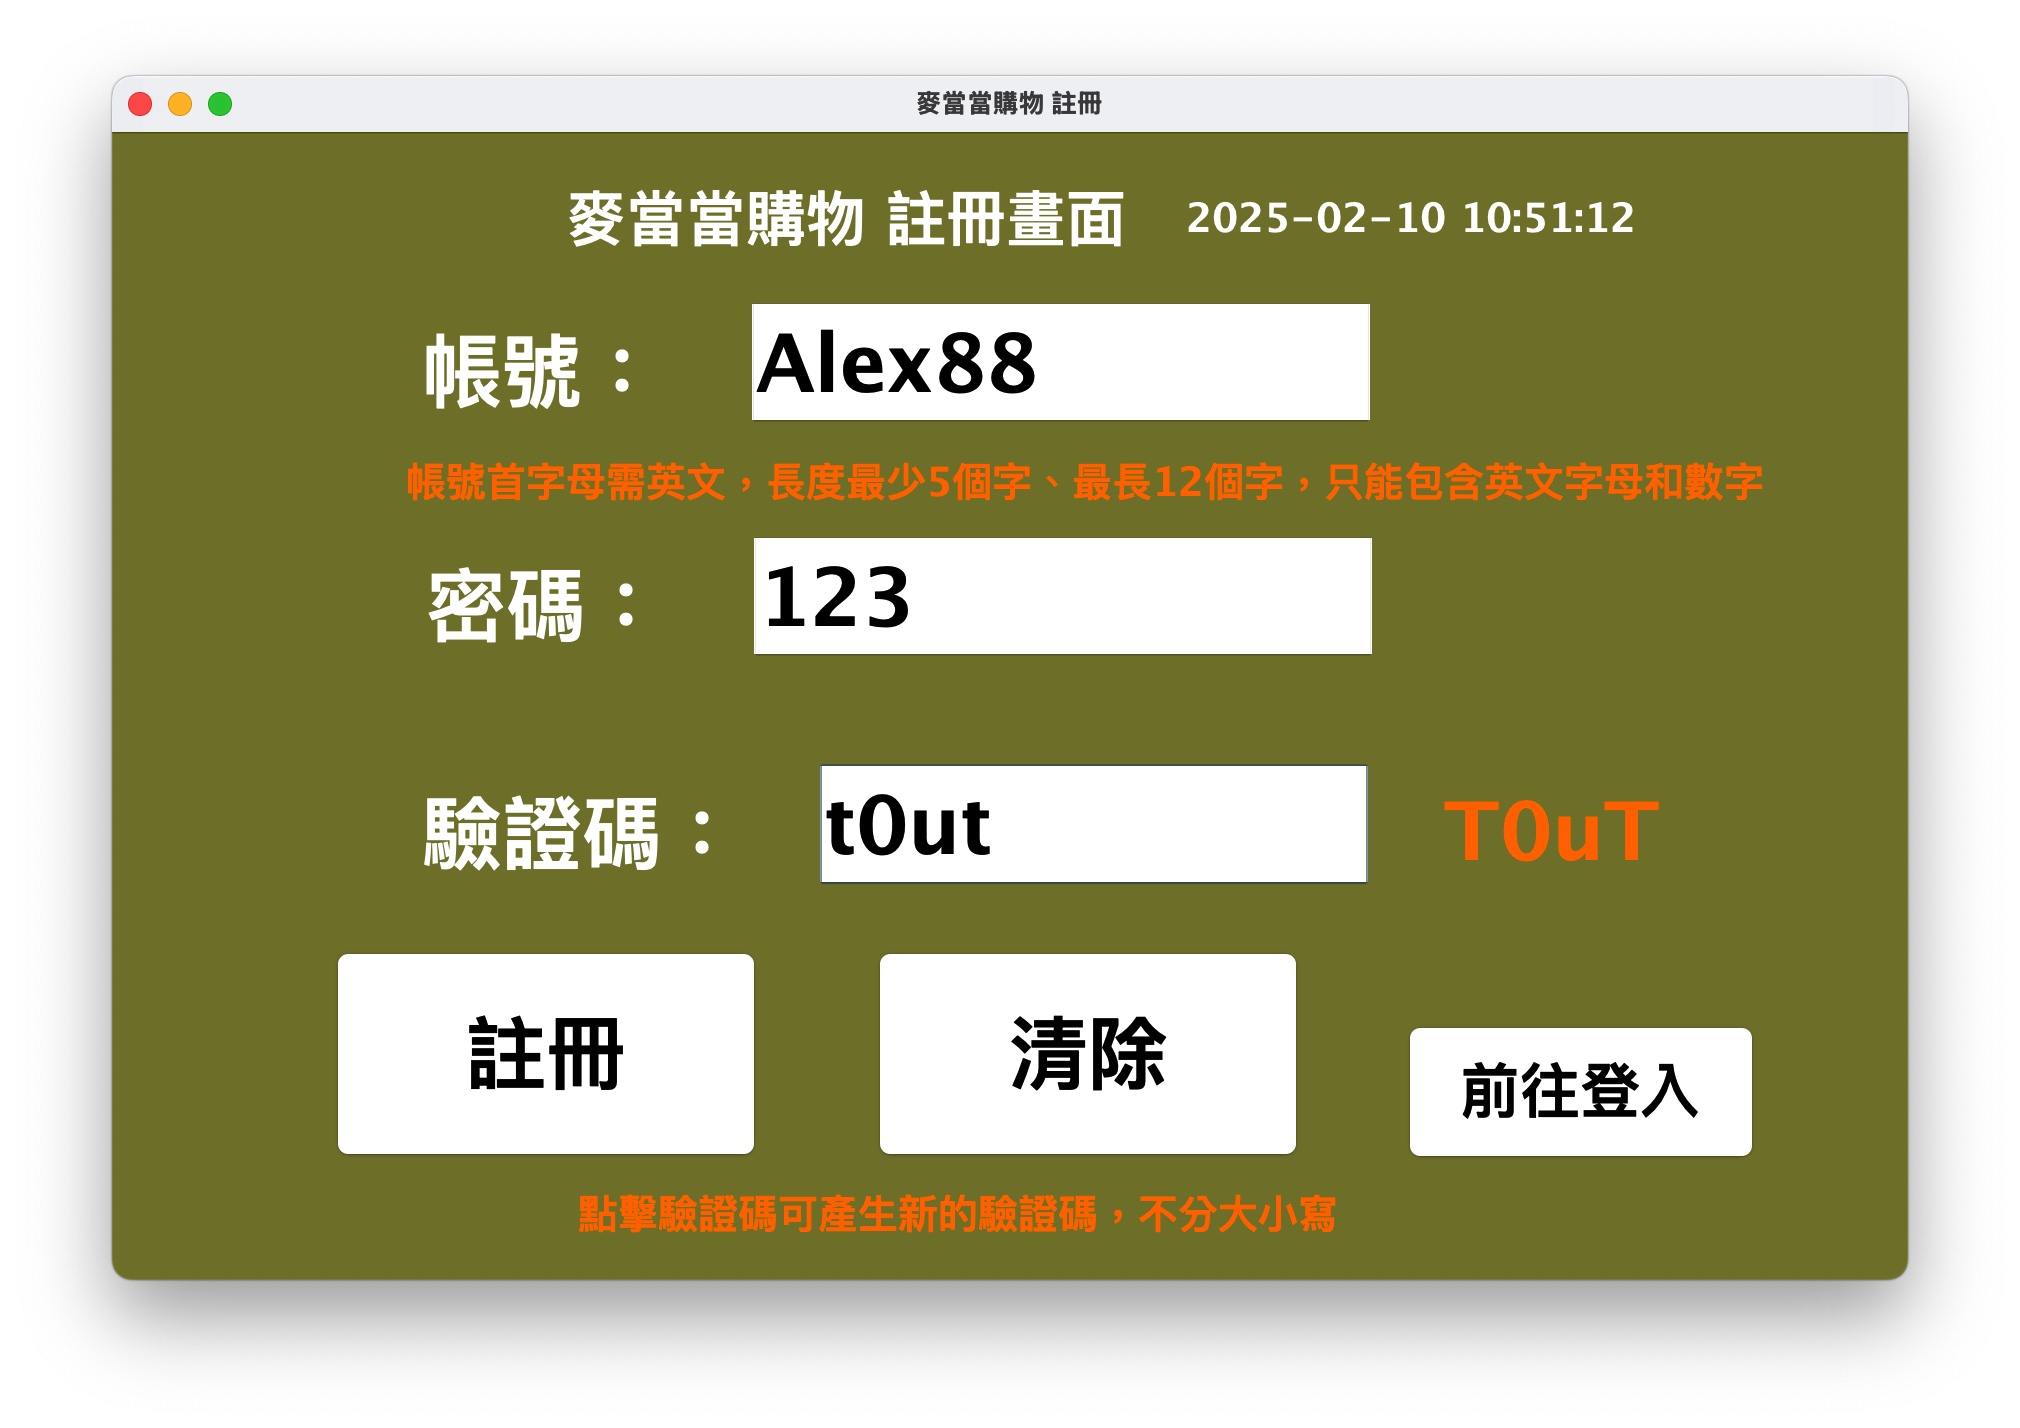 麥當當購物 註冊
麥當當購物 註冊畫面 2025-02-10 10:51:12
帳號： Alex88
帳號首字母需英文，長度最少5個字、最長12個字，只能包含英文字母和數字
密碼： 123
驗證碼： t0ut T0uT
註冊 清除 前往登入
點擊驗證碼可產生新的驗證碼，不分大小寫